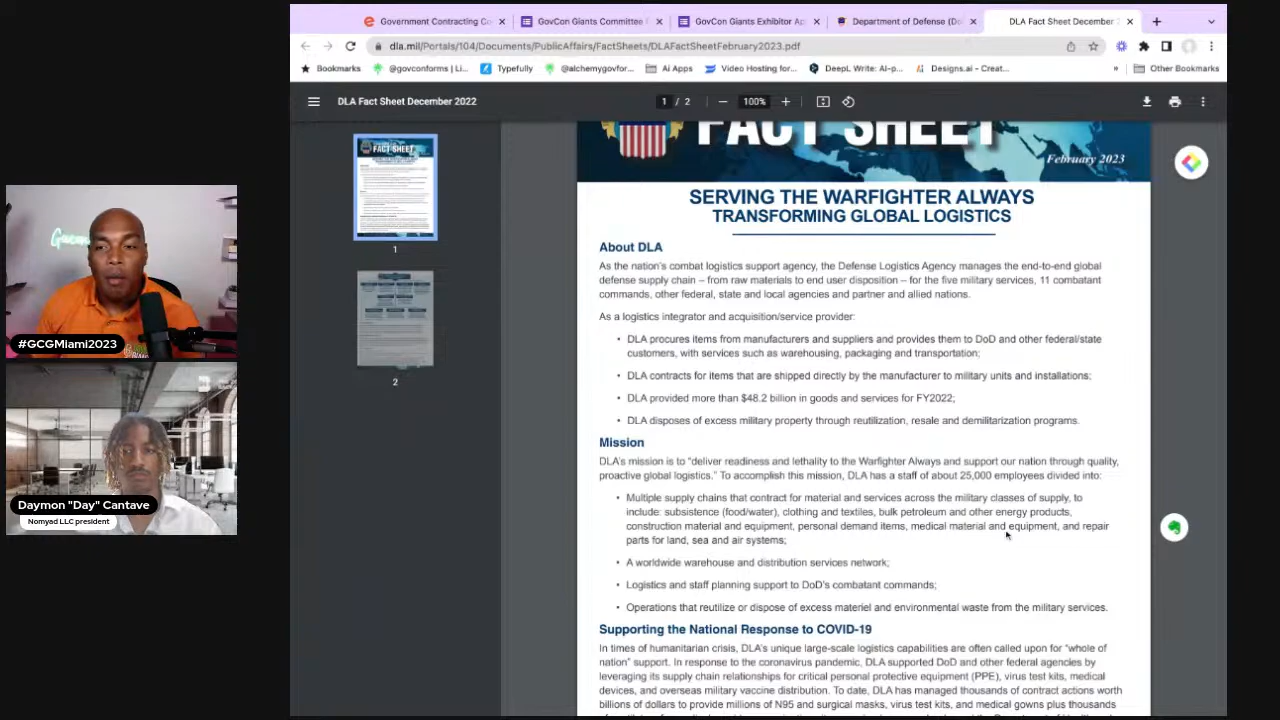 Government Contracting Co
GovCon Giants Committee
GovCon Giants Exhibitor Ap
Department of Defense (Do
DLA Fact Sheet December 2
dla.mil/Portals/104/Documents/PublicAffairs/FactSheets/DLAFactSheetFebruary2023.pdf
Bookmarks
@govconforms | Li...
Typefully
@alchemygovfor...
Ai Apps
Video Hosting for...
DeepL Write: AI-p...
Designs.ai - Creat...
»
Other Bookmarks
DLA Fact Sheet December 2022
1 / 2
100%
FACT SHEET
1
2
FACT SHEET
February 2023
SERVING THE WARFIGHTER ALWAYS
TRANSFORMING GLOBAL LOGISTICS
About DLA
As the nation's combat logistics support agency, the Defense Logistics Agency manages the end-to-end global
defense supply chain – from raw materials to end user disposition – for the five military services, 11 combatant
commands, other federal, state and local agencies and partner and allied nations.
As a logistics integrator and acquisition/service provider:
• DLA procures items from manufacturers and suppliers and provides them to DoD and other federal/state
customers, with services such as warehousing, packaging and transportation;
• DLA contracts for items that are shipped directly by the manufacturer to military units and installations;
• DLA provided more than $48.2 billion in goods and services for FY2022;
• DLA disposes of excess military property through reutilization, resale and demilitarization programs.
Mission
DLA's mission is to "deliver readiness and lethality to the Warfighter Always and support our nation through quality,
proactive global logistics." To accomplish this mission, DLA has a staff of about 25,000 employees divided into:
• Multiple supply chains that contract for material and services across the military classes of supply, to
include: subsistence (food/water), clothing and textiles, bulk petroleum and other energy products,
construction material and equipment, personal demand items, medical material and equipment, and repair
parts for land, sea and air systems;
• A worldwide warehouse and distribution services network;
• Logistics and staff planning support to DoD's combatant commands;
• Operations that reutilize or dispose of excess materiel and environmental waste from the military services.
Supporting the National Response to COVID-19
In times of humanitarian crisis, DLA's unique large-scale logistics capabilities are often called upon for "whole of
nation" support. In response to the coronavirus pandemic, DLA supported DoD and other federal agencies by
leveraging its supply chain relationships for critical personal protective equipment (PPE), virus test kits, medical
devices, and overseas military vaccine distribution. To date, DLA has managed thousands of contract actions worth
billions of dollars to provide millions of N95 and surgical masks, virus test kits, and medical gowns plus thousands
#GCGMiami2023
Daymon "Day" Cantave
Nomyad LLC president